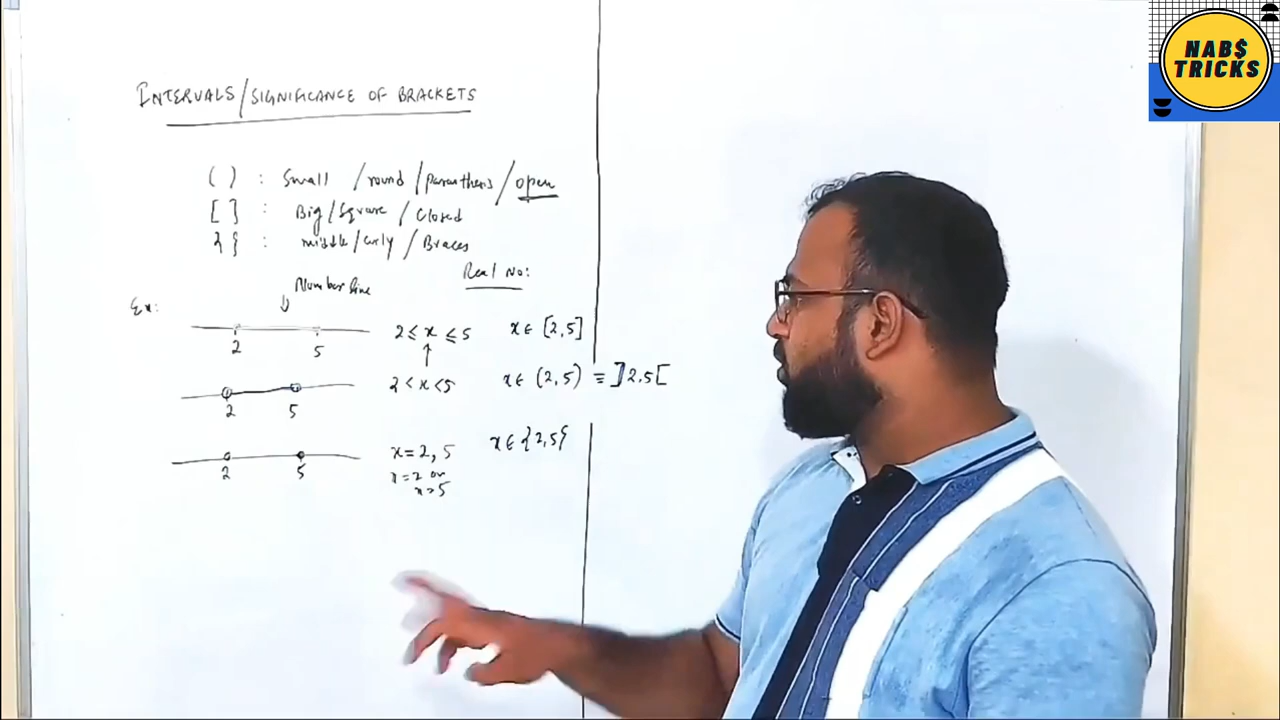 NAB$
TRICKS
INTERVALS/SIGNIFICANCE OF BRACKETS
( ) : Small /round/paranthens/open
[ ] : Big/Square/Closed
{ } : middle/curly/Braces
Real No:
Ex:
Number line
2 5
2 ≤ x ≤ 5 x ∈ [2,5]
2 5
2 < x < 5 x ∈ (2,5) ≡ ]2,5[
2 5
x = 2, 5 x ∈ {2,5}
x = 2 or
x = 5